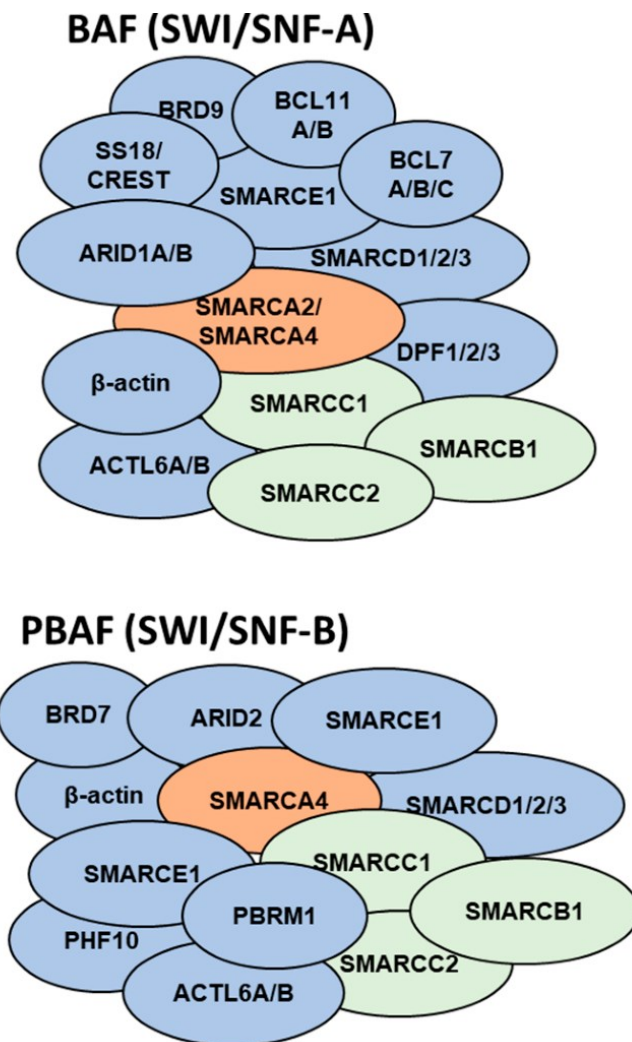 BAF (SWI/SNF-A)
BRD9
BCL11
A/B
SS18/
CREST
BCL7
A/B/C
SMARCE1
ARID1A/B
SMARCD1/2/3
SMARCA2/
SMARCA4
DPF1/2/3
β-actin
SMARCC1
SMARCB1
ACTL6A/B
SMARCC2
PBAF (SWI/SNF-B)
BRD7
ARID2
SMARCE1
β-actin
SMARCA4
SMARCD1/2/3
SMARCC1
SMARCE1
PBRM1
SMARCB1
PHF10
SMARCC2
ACTL6A/B